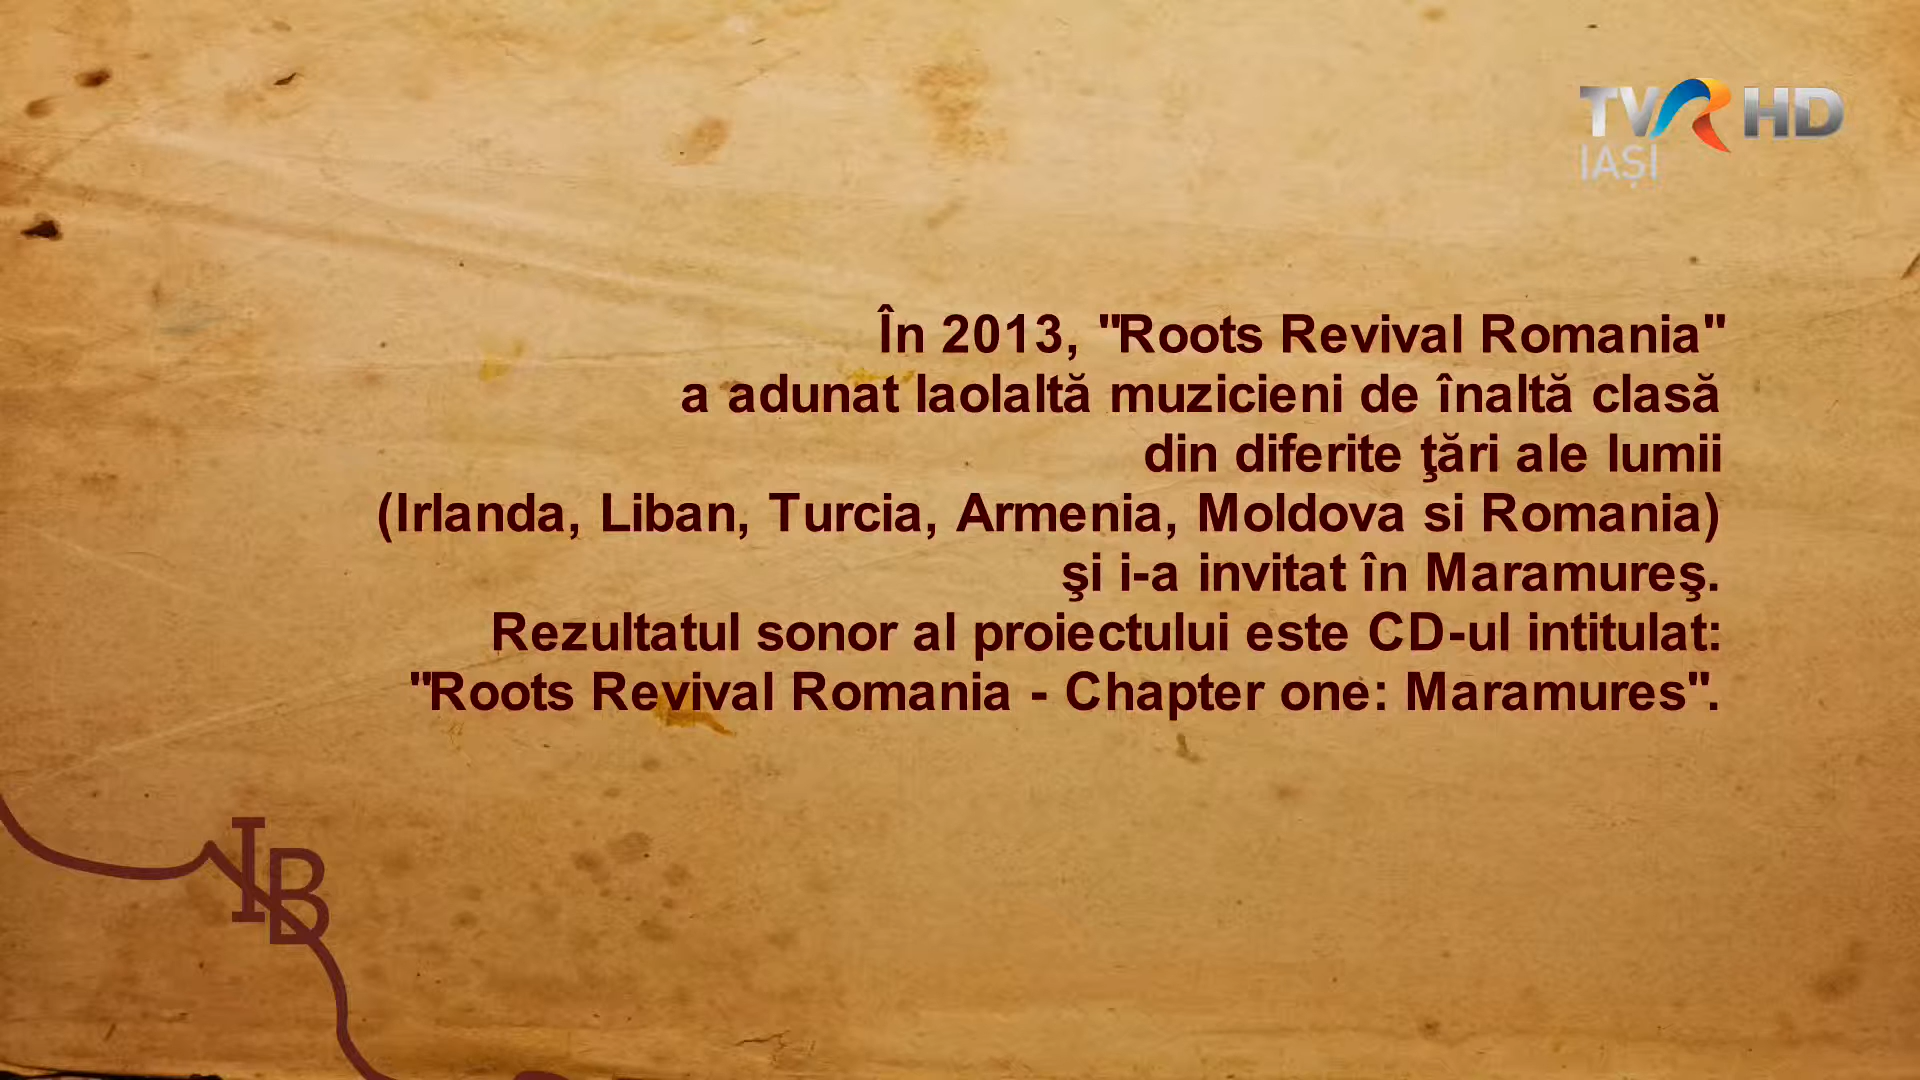 TVR HD
IAȘI
În 2013, "Roots Revival Romania"
a adunat laolaltă muzicieni de înaltă clasă
din diferite ţări ale lumii
(Irlanda, Liban, Turcia, Armenia, Moldova si Romania)
şi i-a invitat în Maramureş.
Rezultatul sonor al proiectului este CD-ul intitulat:
"Roots Revival Romania - Chapter one: Maramures".
IB